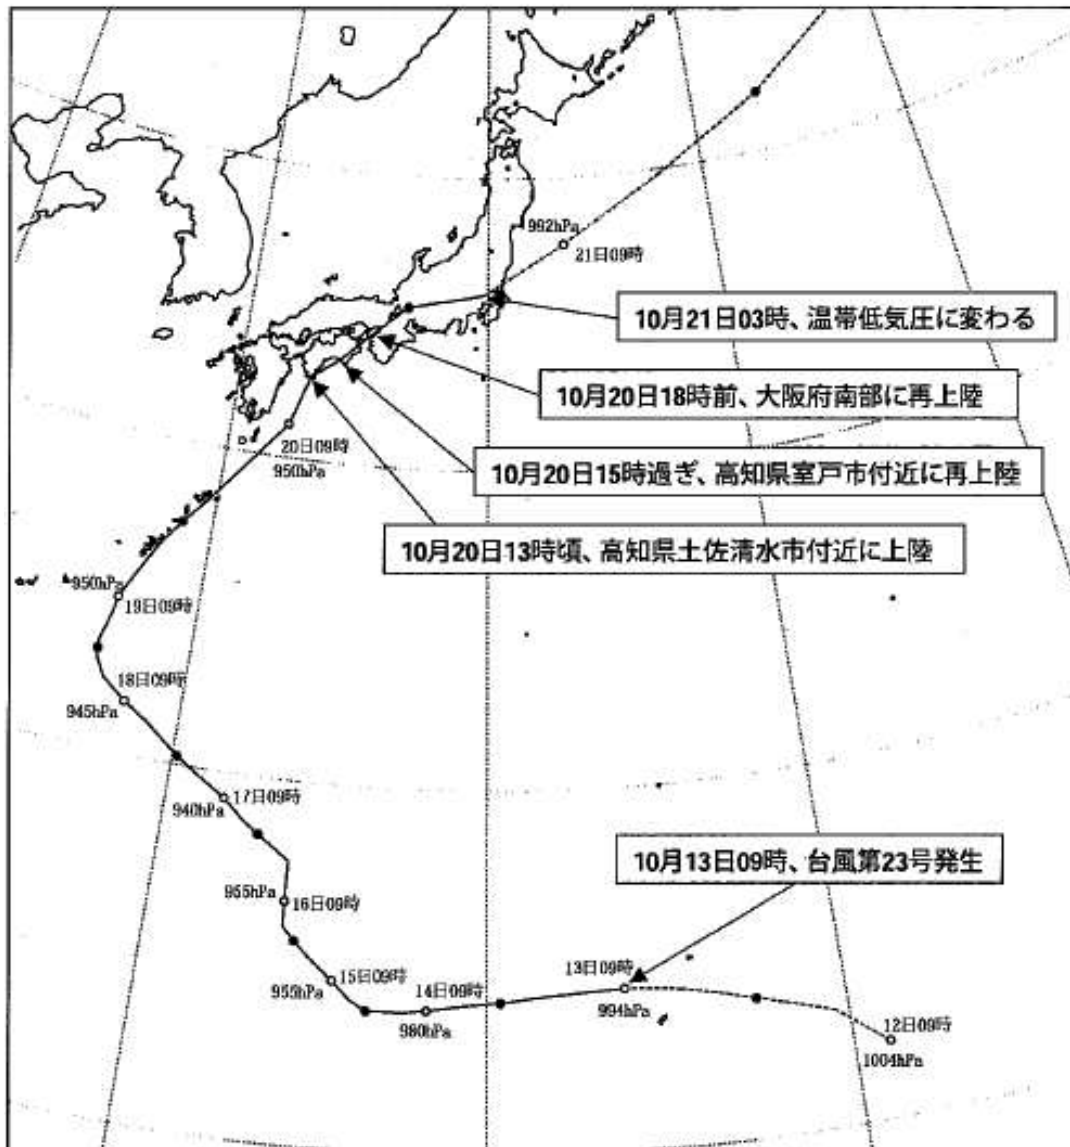 992hPa
21日09時
10月21日03時、温帯低気圧に変わる
10月20日18時前、大阪府南部に再上陸
20日09時
950hPa
10月20日15時過ぎ、高知県室戸市付近に再上陸
10月20日13時頃、高知県土佐清水市付近に上陸
950hPa
19日09時
18日09時
945hPa
17日09時
940hPa
10月13日09時、台風第23号発生
955hPa
16日09時
15日09時
955hPa
14日09時
980hPa
13日09時
994hPa
12日09時
1004hPa